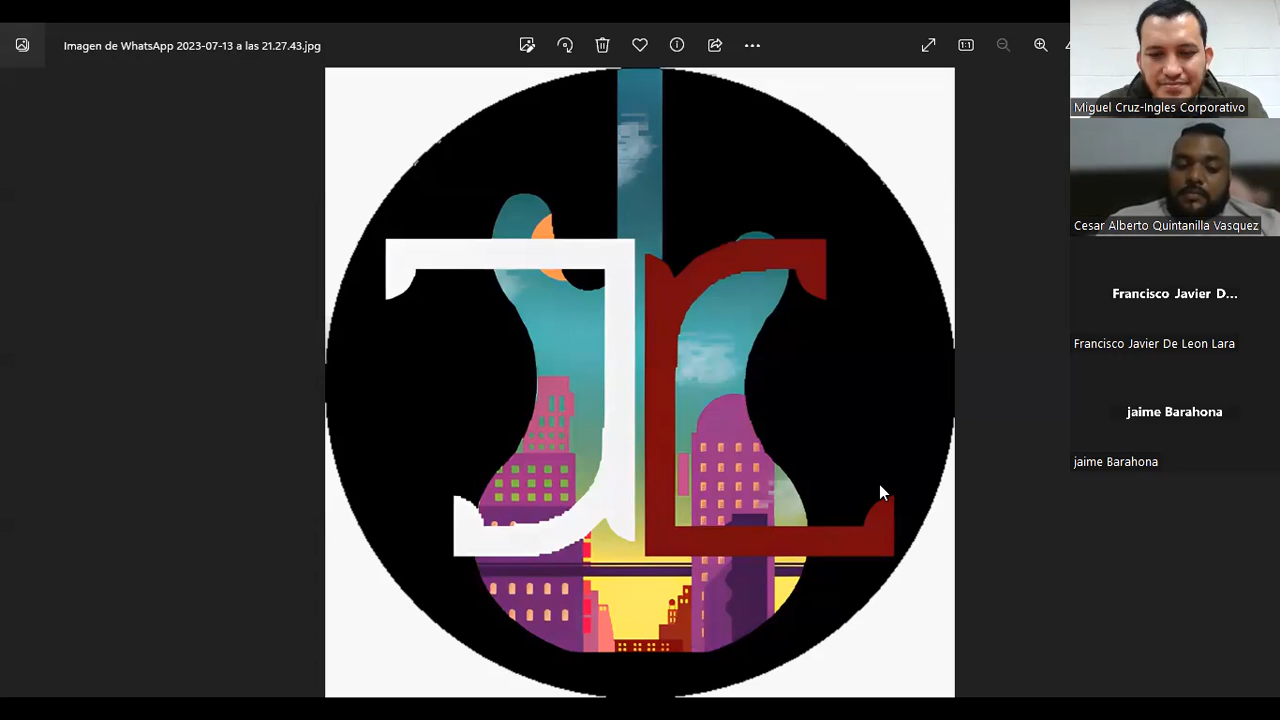 Imagen de WhatsApp 2023-07-13 a las 21.27.43.jpg
Miguel Cruz-Ingles Corporativo
Cesar Alberto Quintanilla Vasquez
Francisco Javier D...
Francisco Javier De Leon Lara
jaime Barahona
jaime Barahona